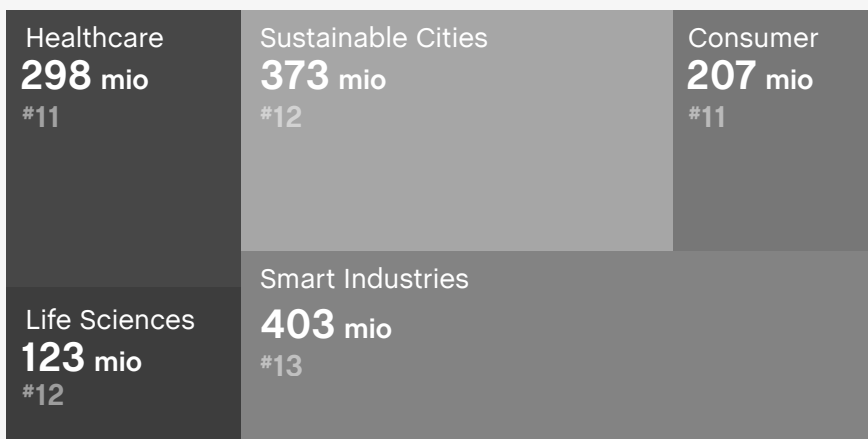 Healthcare
298 mio
#11
Sustainable Cities
373 mio
#12
Consumer
207 mio
#11
Smart Industries
403 mio
#13
Life Sciences
123 mio
#12